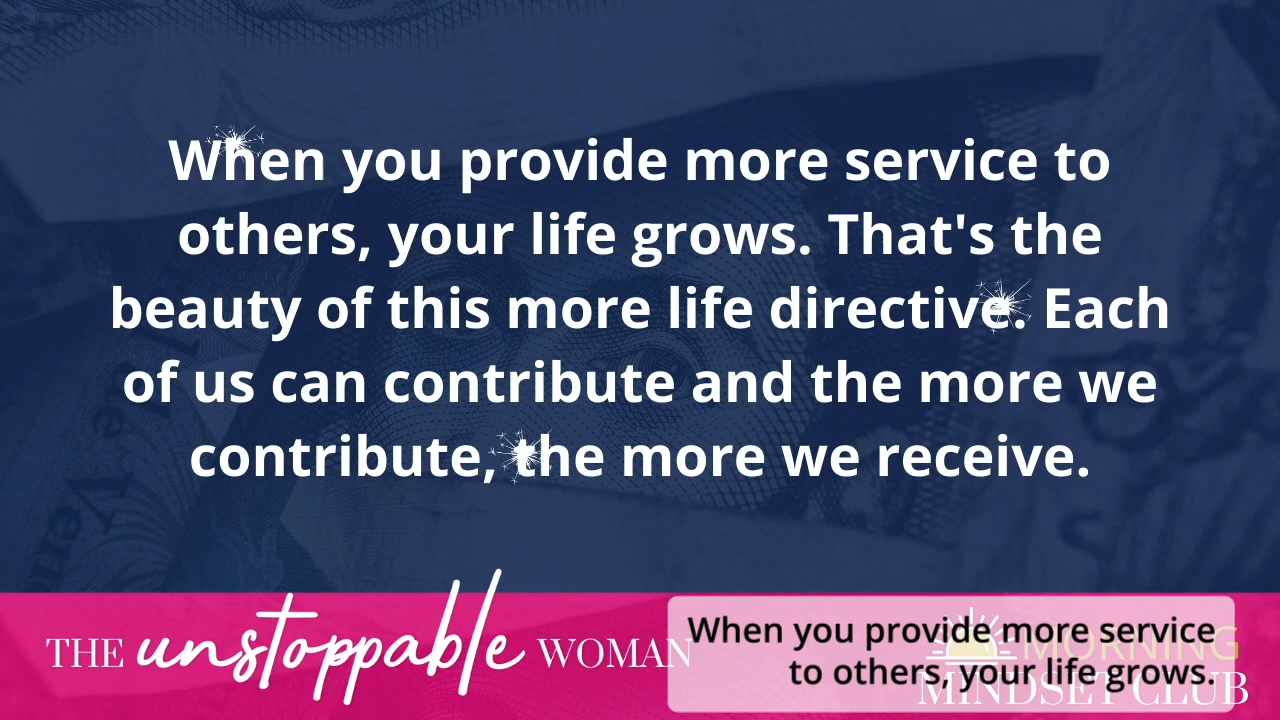 When you provide more service to
others, your life grows. That's the
beauty of this more life directive. Each
of us can contribute and the more we
contribute, the more we receive.
THE unstoppable WOMAN
When you provide more service
to others, your life grows.
MORNING
MINDSET CLUB